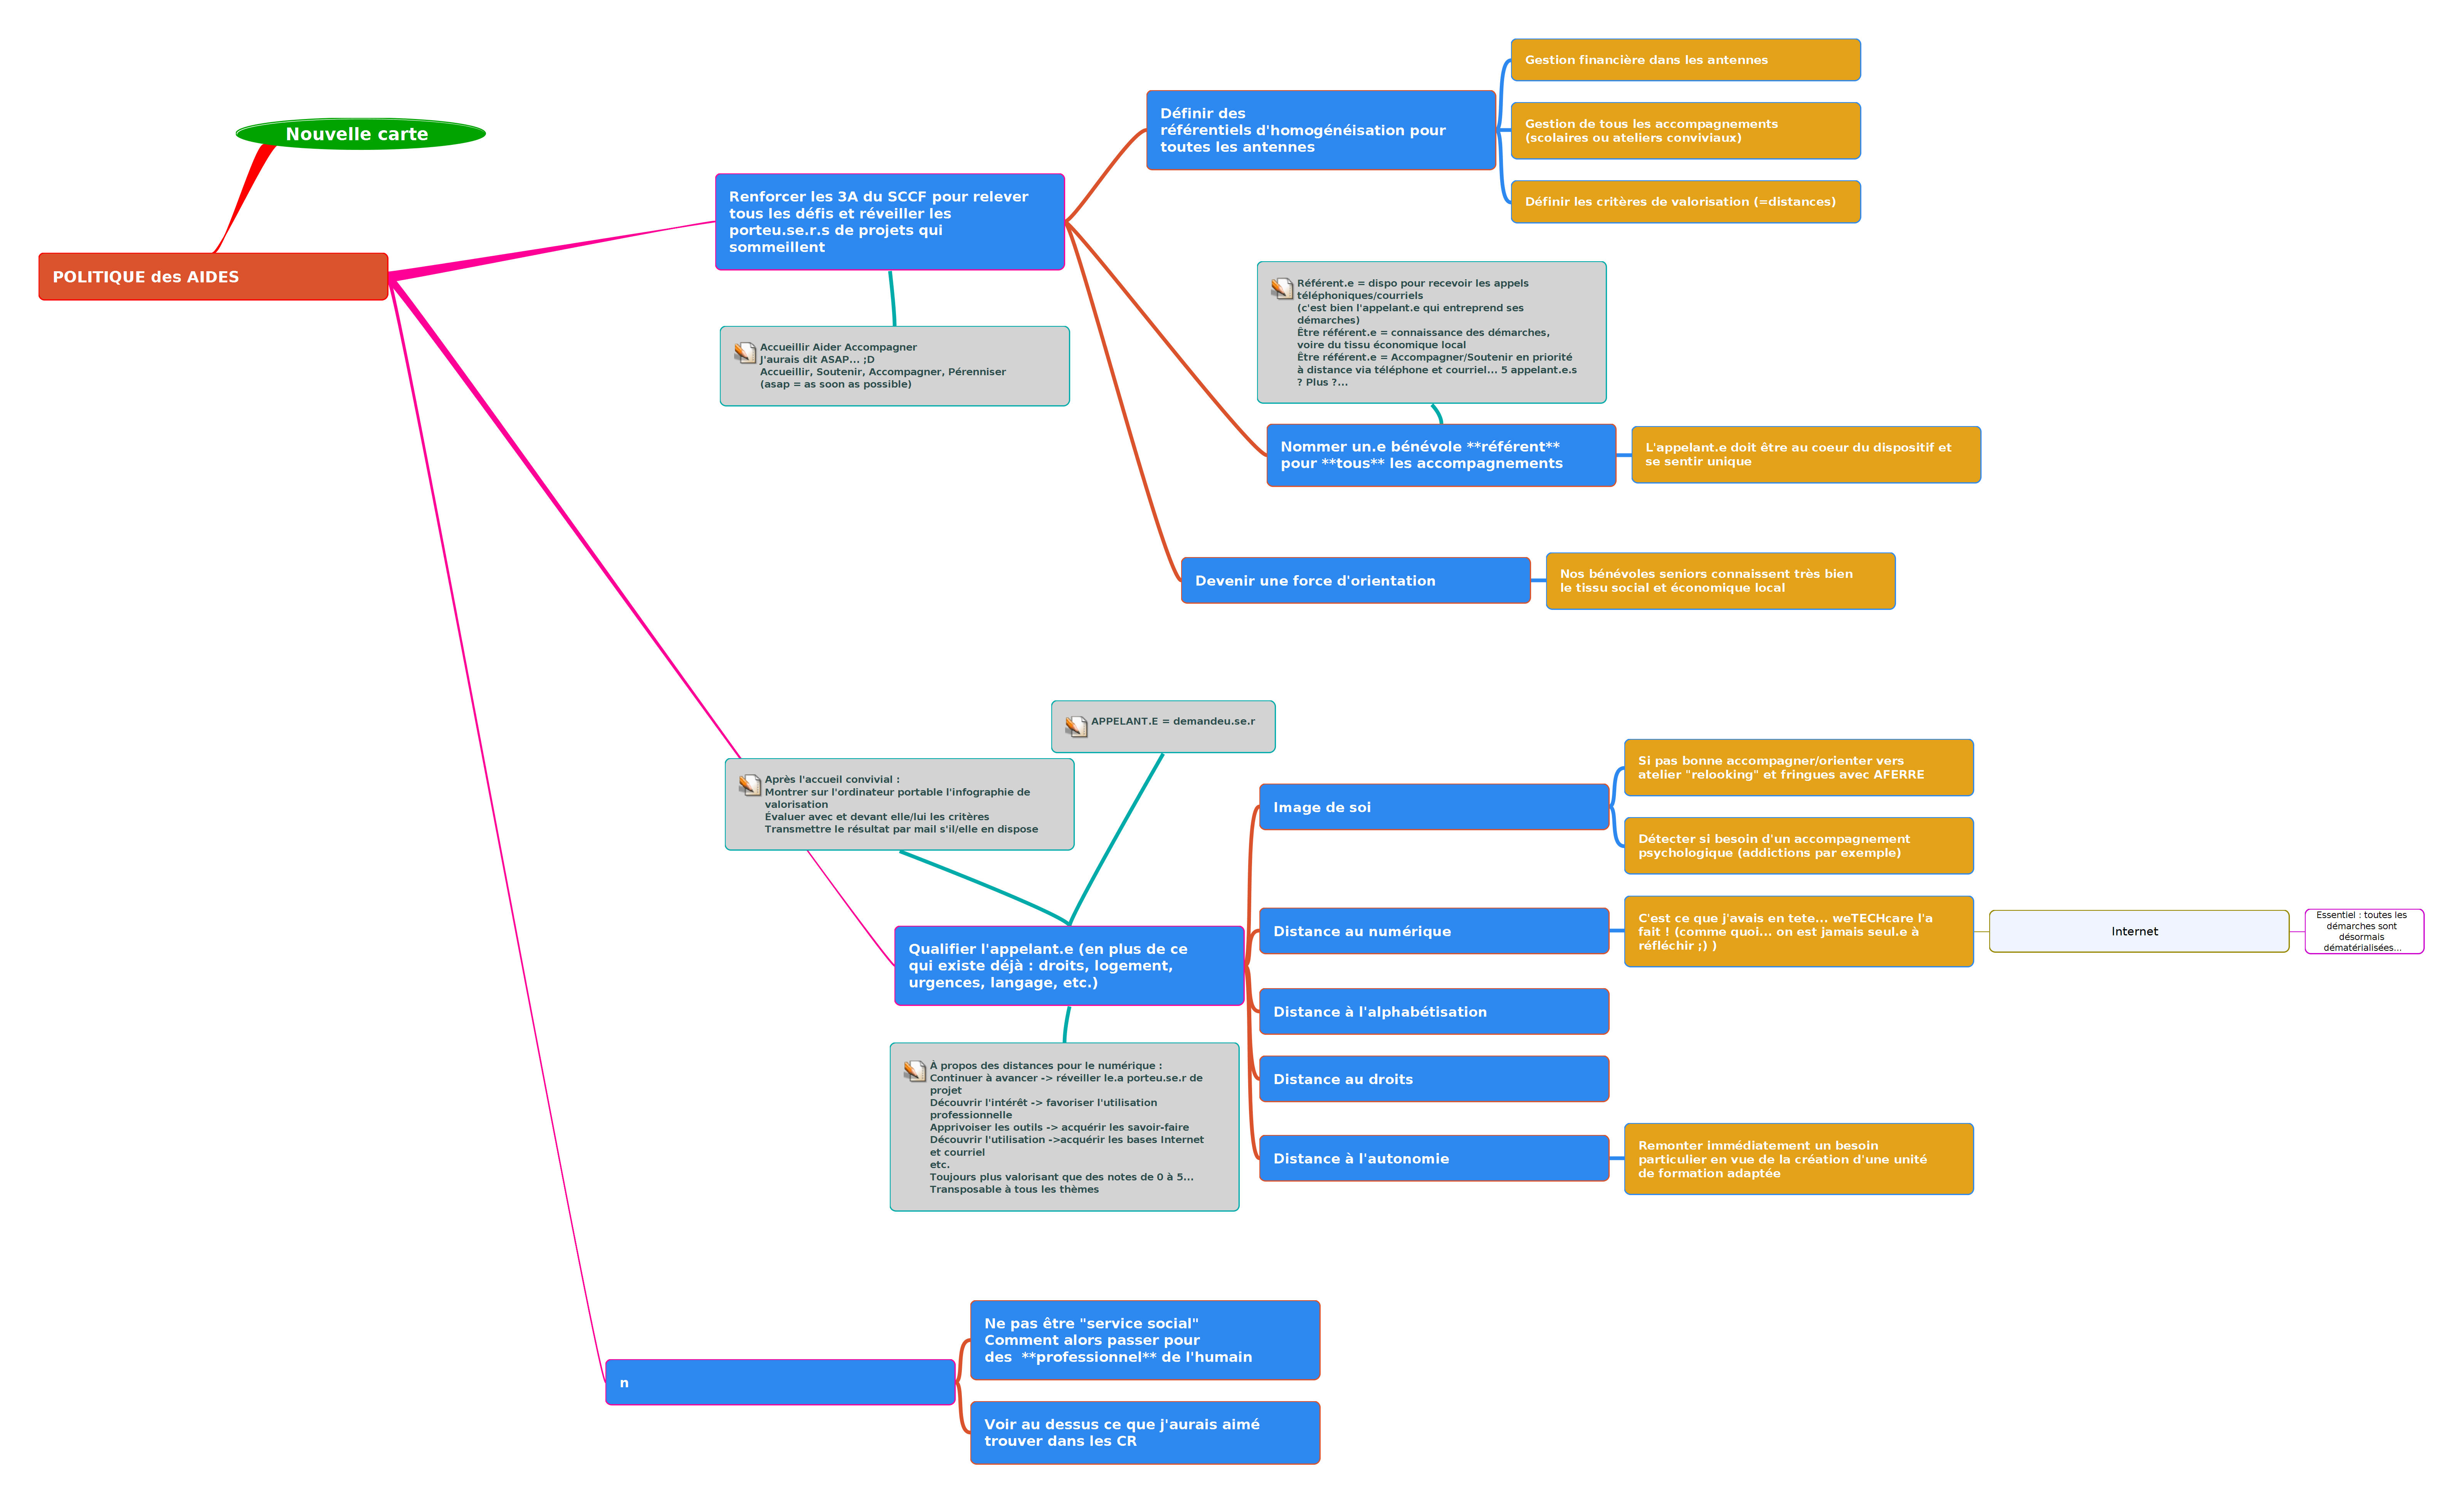 Nouvelle carte
POLITIQUE des AIDES
Renforcer les 3A du SCCF pour relever
tous les défis et réveiller les
porteu.se.r.s de projets qui
sommeillent
Accueillir Aider Accompagner
J'aurais dit ASAP... ;D
Accueillir, Soutenir, Accompagner, Pérenniser
(asap = as soon as possible)
Définir des
référentiels d'homogénéisation pour
toutes les antennes
Gestion financière dans les antennes
Gestion de tous les accompagnements
(scolaires ou ateliers conviviaux)
Définir les critères de valorisation (=distances)
Référent.e = dispo pour recevoir les appels
téléphoniques/courriels
(c'est bien l'appelant.e qui entreprend ses
démarches)
Être référent.e = connaissance des démarches,
voire du tissu économique local
Être référent.e = Accompagner/Soutenir en priorité
à distance via téléphone et courriel... 5 appelant.e.s
? Plus ?...
Nommer un.e bénévole **référent**
pour **tous** les accompagnements
L'appelant.e doit être au coeur du dispositif et
se sentir unique
Devenir une force d'orientation
Nos bénévoles seniors connaissent très bien
le tissu social et économique local
APPELANT.E = demandeu.se.r
Après l'accueil convivial :
Montrer sur l'ordinateur portable l'infographie de
valorisation
Évaluer avec et devant elle/lui les critères
Transmettre le résultat par mail s'il/elle en dispose
Qualifier l'appelant.e (en plus de ce
qui existe déjà : droits, logement,
urgences, langage, etc.)
À propos des distances pour le numérique :
Continuer à avancer -> réveiller le.a porteu.se.r de
projet
Découvrir l'intérêt -> favoriser l'utilisation
professionnelle
Apprivoiser les outils -> acquérir les savoir-faire
Découvrir l'utilisation ->acquérir les bases Internet
et courriel
etc.
Toujours plus valorisant que des notes de 0 à 5...
Transposable à tous les thèmes
Image de soi
Si pas bonne accompagner/orienter vers
atelier "relooking" et fringues avec AFERRE
Détecter si besoin d'un accompagnement
psychologique (addictions par exemple)
Distance au numérique
C'est ce que j'avais en tete... weTECHcare l'a
fait ! (comme quoi... on est jamais seul.e à
réfléchir ;) )
Internet
Essentiel : toutes les
démarches sont
désormais
dématérialisées...
Distance à l'alphabétisation
Distance au droits
Distance à l'autonomie
Remonter immédiatement un besoin
particulier en vue de la création d'une unité
de formation adaptée
n
Ne pas être "service social"
Comment alors passer pour
des  **professionnel** de l'humain
Voir au dessus ce que j'aurais aimé
trouver dans les CR